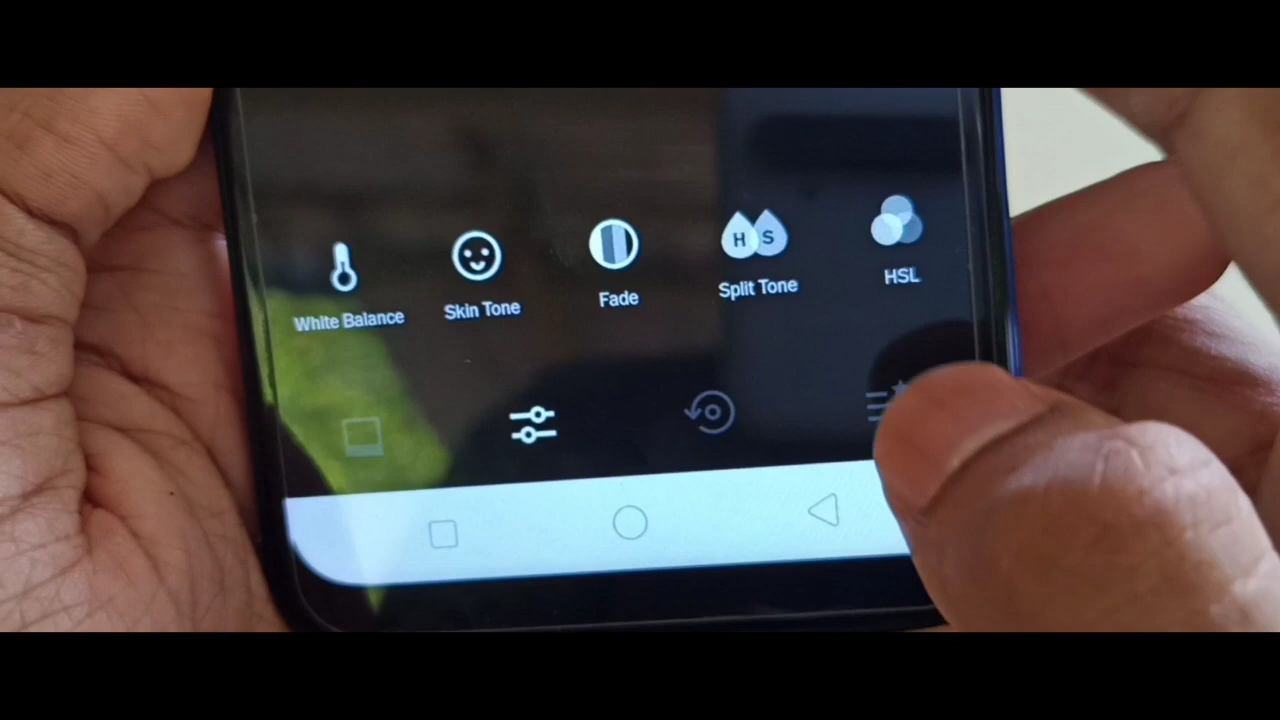 H S
White Balance
Skin Tone
Fade
Split Tone
HSL